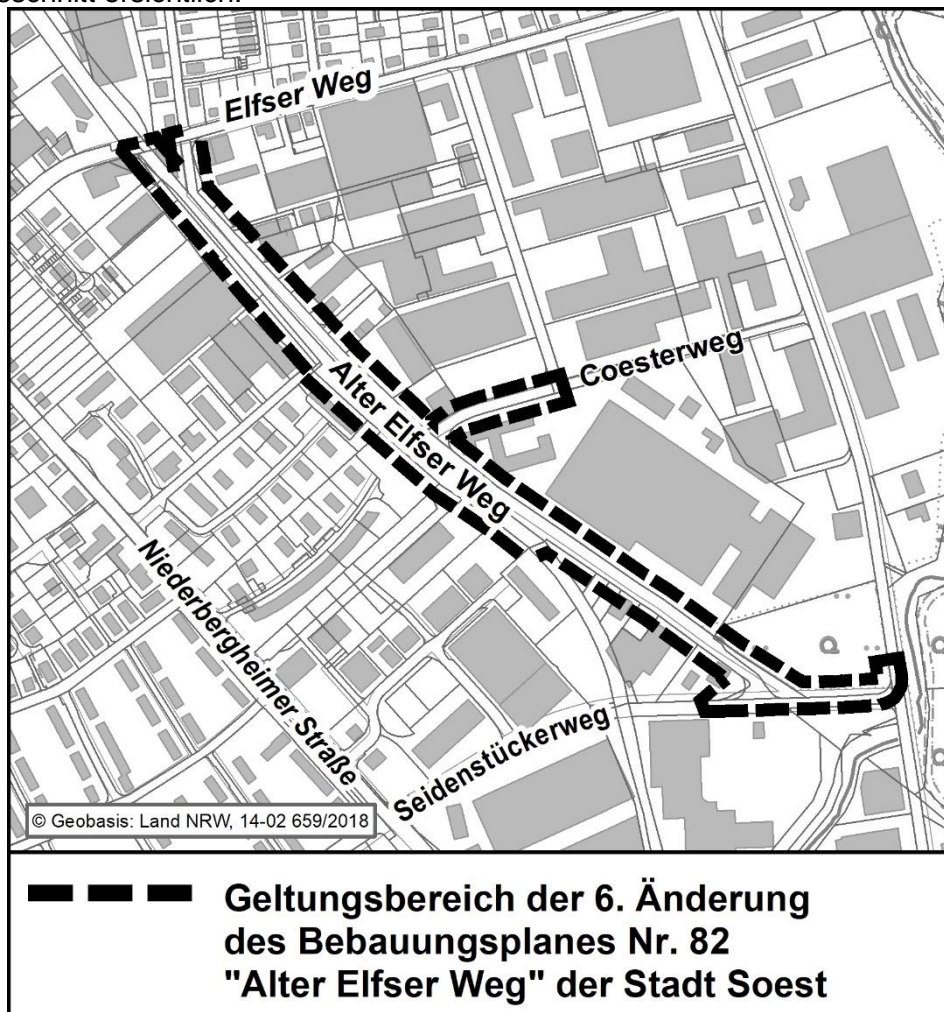 Elfser Weg
Coesterweg
Alter Elfser Weg
Niederbergheimer Straße
Seidenstückerweg
© Geobasis: Land NRW, 14-02 659/2018
Geltungsbereich der 6. Änderung
des Bebauungsplanes Nr. 82
"Alter Elfser Weg" der Stadt Soest